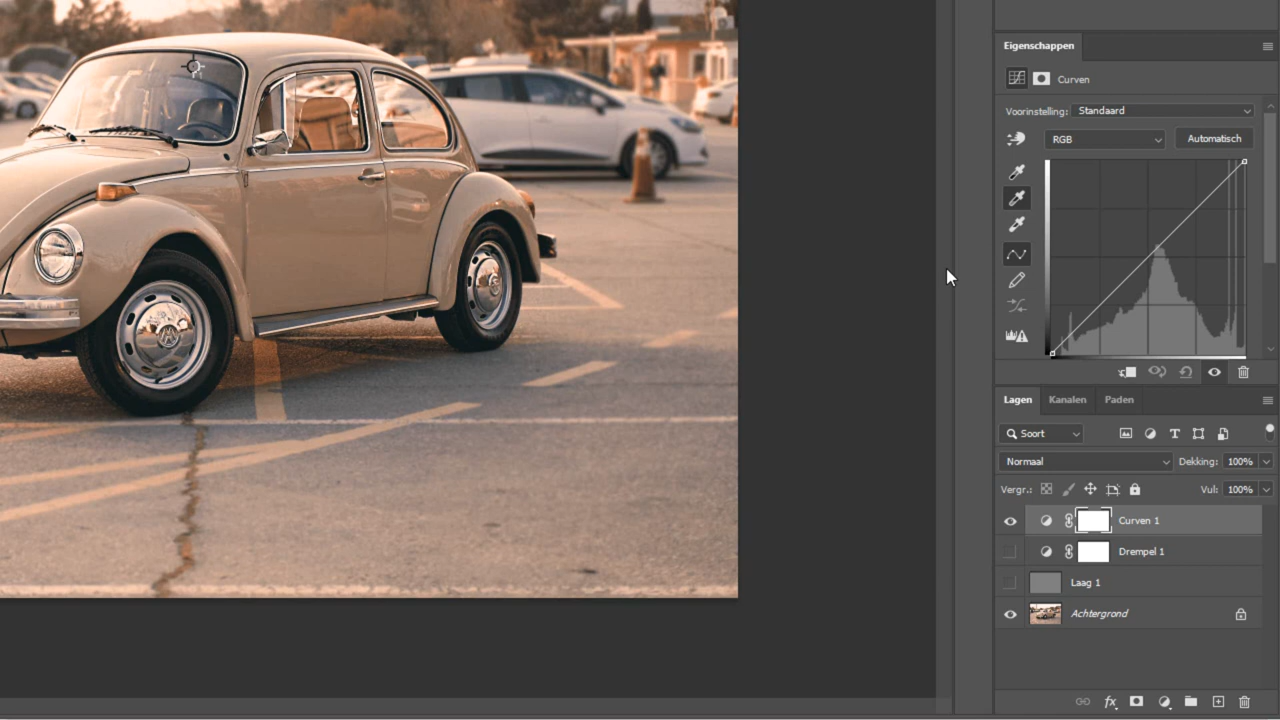 Eigenschappen
Curven
Voorinstelling: Standaard
RGB
Automatisch
Lagen Kanalen Paden
Soort
Normaal Dekking: 100%
Vergr.: Vul: 100%
Curven 1
Drempel 1
Laag 1
Achtergrond
fx